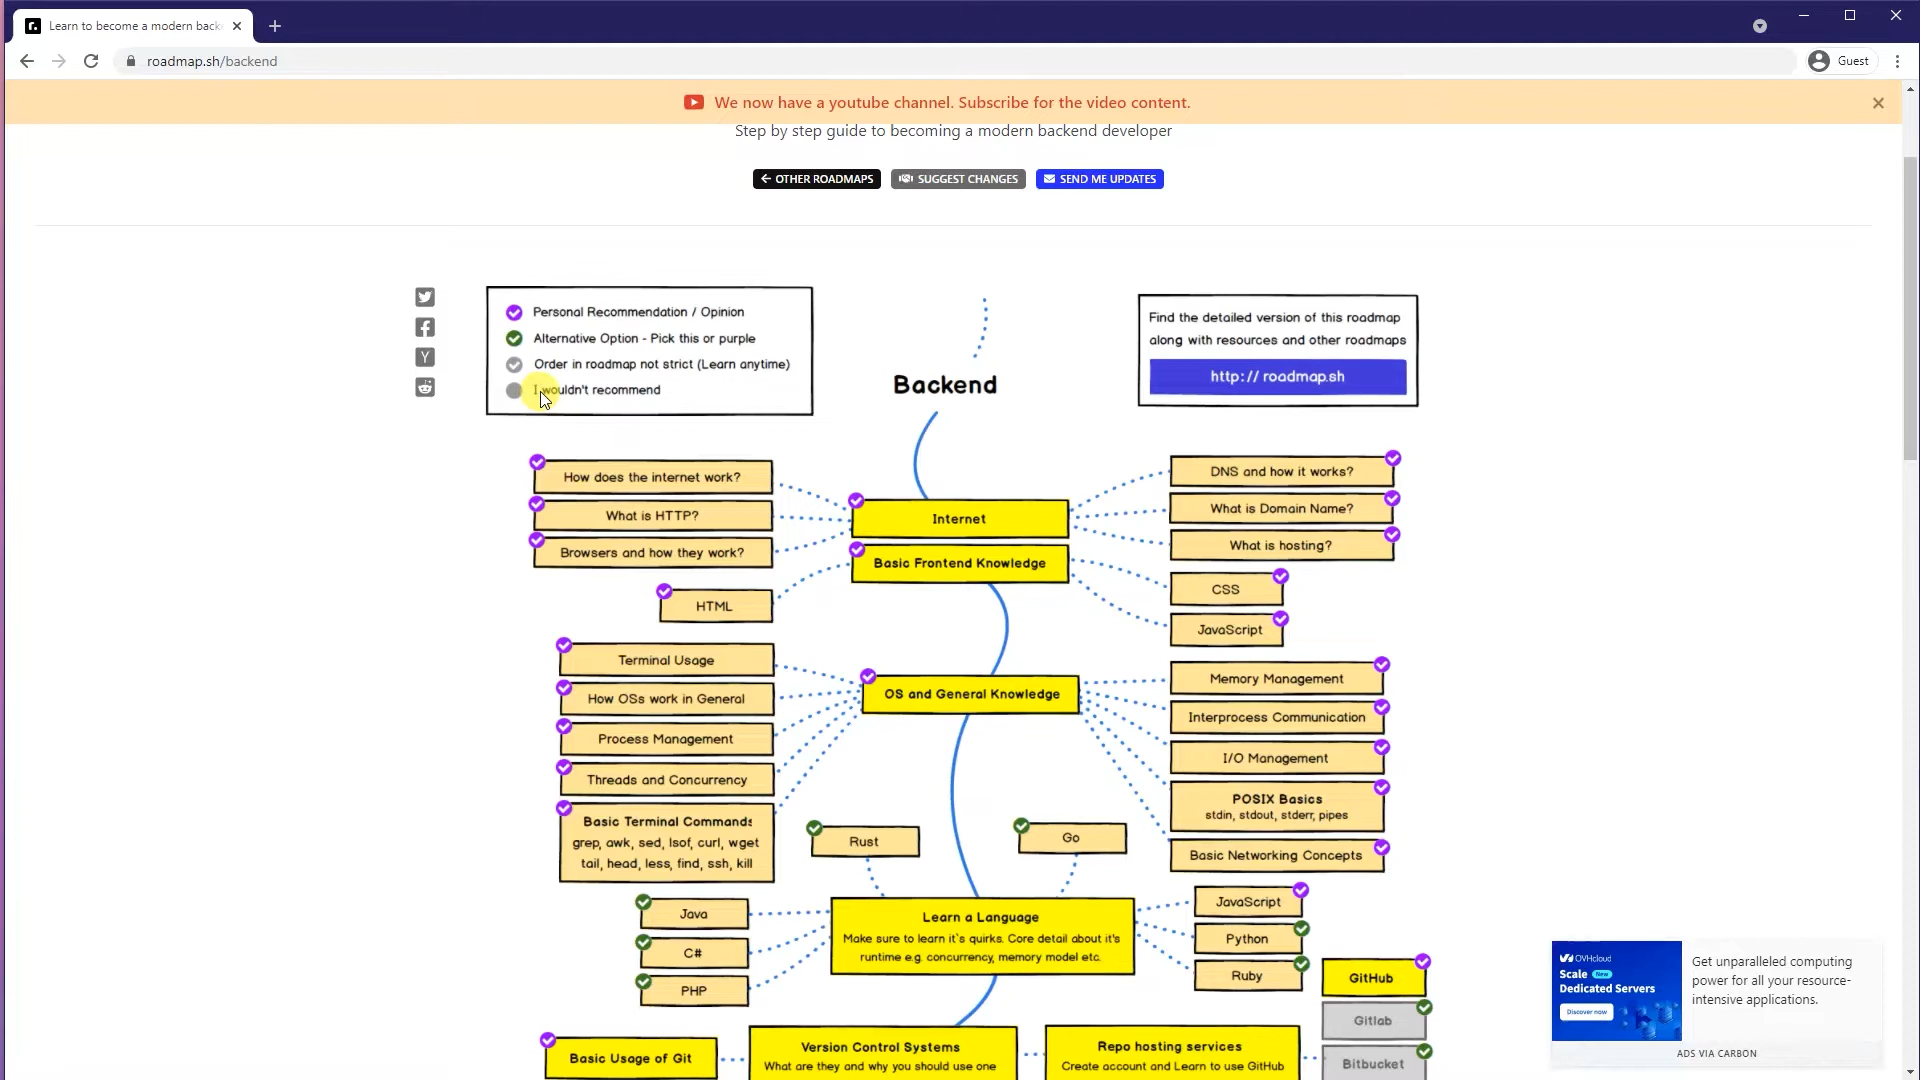 Learn to become a modern back
roadmap.sh/backend
Guest
We now have a youtube channel. Subscribe for the video content.
Step by step guide to becoming a modern backend developer
OTHER ROADMAPS
SUGGEST CHANGES
SEND ME UPDATES
Personal Recommendation / Opinion
Alternative Option - Pick this or purple
Order in roadmap not strict (Learn anytime)
I wouldn't recommend
Backend
Find the detailed version of this roadmap
along with resources and other roadmaps
http:// roadmap.sh
How does the internet work?
What is HTTP?
Browsers and how they work?
Internet
Basic Frontend Knowledge
DNS and how it works?
What is Domain Name?
What is hosting?
HTML
CSS
JavaScript
Terminal Usage
How OSs work in General
Process Management
Threads and Concurrency
Basic Terminal Commands
grep, awk, sed, lsof, curl, wget
tail, head, less, find, ssh, kill
OS and General Knowledge
Memory Management
Interprocess Communication
I/O Management
POSIX Basics
stdin, stdout, stderr, pipes
Basic Networking Concepts
Rust
Go
Java
C#
PHP
Learn a Language
Make sure to learn it`s quirks. Core detail about it's
runtime e.g. concurrency, memory model etc.
JavaScript
Python
Ruby
GitHub
Gitlab
Bitbucket
Basic Usage of Git
Version Control Systems
What are they and why you should use one
Repo hosting services
Create account and Learn to use GitHub
OVHcloud
Scale New
Dedicated Servers
Discover now
Get unparalleled computing
power for all your resource-
intensive applications.
ADS VIA CARBON